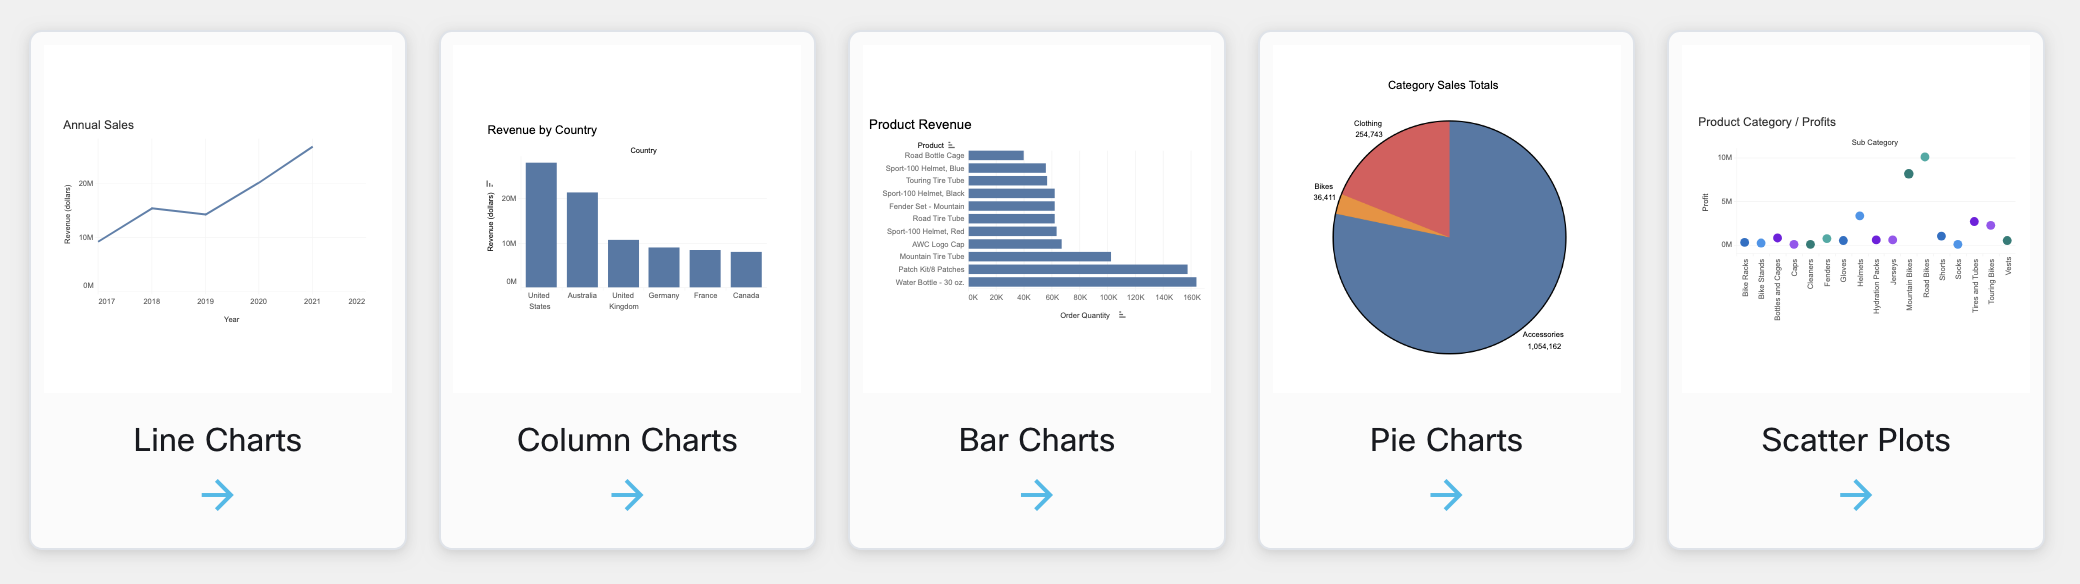 Annual Sales
Revenue (dollars)
20M
10M
0M
2017 2018 2019 2020 2021 2022
Year
Line Charts
Revenue by Country
Country
Revenue (dollars)
20M
10M
0M
United States Australia United Kingdom Germany France Canada
Column Charts
Product Revenue
Product
Road Bottle Cage
Sport-100 Helmet, Blue
Touring Tire Tube
Sport-100 Helmet, Black
Fender Set - Mountain
Road Tire Tube
Sport-100 Helmet, Red
AWC Logo Cap
Mountain Tire Tube
Patch Kit/8 Patches
Water Bottle - 30 oz.
0K 20K 40K 60K 80K 100K 120K 140K 160K
Order Quantity
Bar Charts
Category Sales Totals
Clothing
254,743
Bikes
36,411
Accessories
1,054,162
Pie Charts
Product Category / Profits
Sub Category
Profit
10M
5M
0M
Bike Racks
Bike Stands
Bottles and Cages
Caps
Cleaners
Fenders
Gloves
Helmets
Hydration Packs
Jerseys
Mountain Bikes
Road Bikes
Shorts
Socks
Tires and Tubes
Touring Bikes
Vests
Scatter Plots